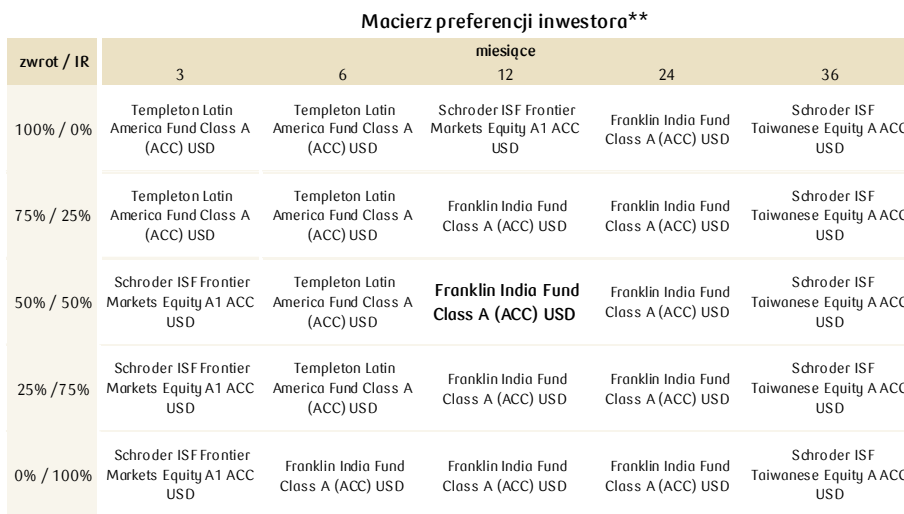 Macierz preferencji inwestora**
zwrot / IR
miesiące
3 6 12 24 36
100% / 0%
Templeton Latin
America Fund Class A
(ACC) USD
Templeton Latin
America Fund Class A
(ACC) USD
Schroder ISF Frontier
Markets Equity A1 ACC
USD
Franklin India Fund
Class A (ACC) USD
Schroder ISF
Taiwanese Equity A ACC
USD
75% / 25%
Templeton Latin
America Fund Class A
(ACC) USD
Templeton Latin
America Fund Class A
(ACC) USD
Franklin India Fund
Class A (ACC) USD
Franklin India Fund
Class A (ACC) USD
Schroder ISF
Taiwanese Equity A ACC
USD
50% / 50%
Schroder ISF Frontier
Markets Equity A1 ACC
USD
Templeton Latin
America Fund Class A
(ACC) USD
Franklin India Fund
Class A (ACC) USD
Franklin India Fund
Class A (ACC) USD
Schroder ISF
Taiwanese Equity A ACC
USD
25% /75%
Schroder ISF Frontier
Markets Equity A1 ACC
USD
Templeton Latin
America Fund Class A
(ACC) USD
Franklin India Fund
Class A (ACC) USD
Franklin India Fund
Class A (ACC) USD
Schroder ISF
Taiwanese Equity A ACC
USD
0% / 100%
Schroder ISF Frontier
Markets Equity A1 ACC
USD
Franklin India Fund
Class A (ACC) USD
Franklin India Fund
Class A (ACC) USD
Franklin India Fund
Class A (ACC) USD
Schroder ISF
Taiwanese Equity A ACC
USD